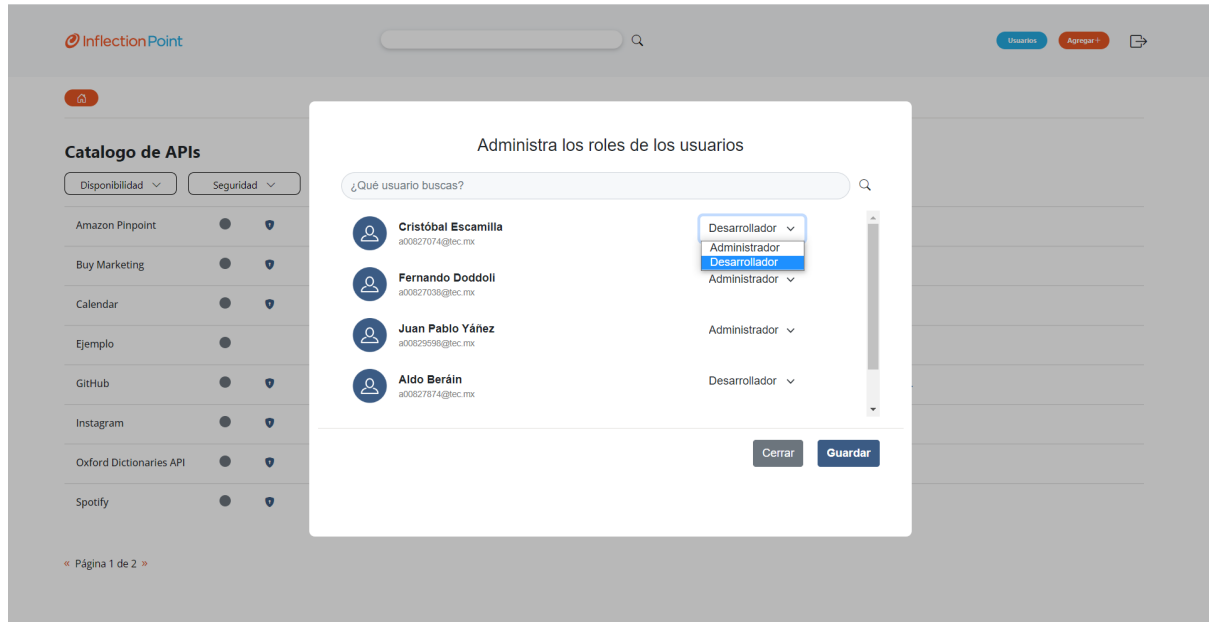 InflectionPoint
Usuarios
Agregar+
Catalogo de APIs
Disponibilidad
Seguridad
Amazon Pinpoint
Buy Marketing
Calendar
Ejemplo
GitHub
Instagram
Oxford Dictionaries API
Spotify
« Página 1 de 2 »
Administra los roles de los usuarios
¿Qué usuario buscas?
Cristóbal Escamilla
a00827074@tec.mx
Desarrollador
Administrador
Desarrollador
Fernando Doddoli
a00827038@tec.mx
Administrador
Juan Pablo Yáñez
a00829598@tec.mx
Administrador
Aldo Beráin
a00827874@tec.mx
Desarrollador
Cerrar
Guardar